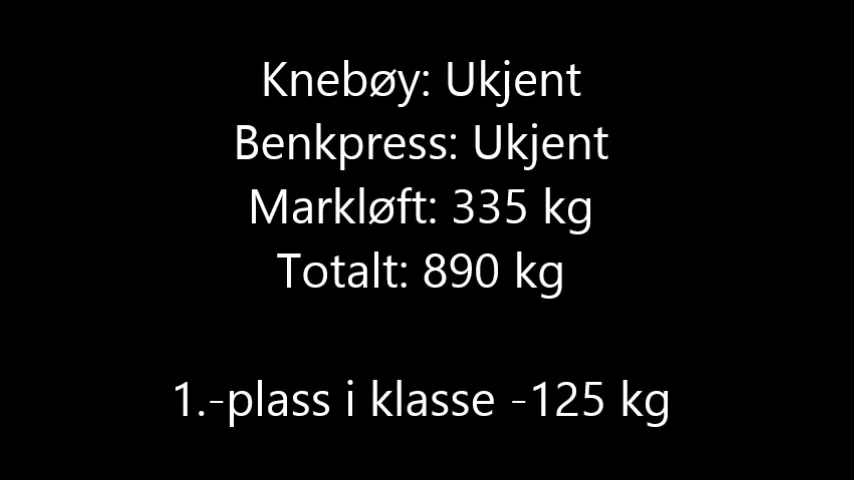 Knebøy: Ukjent
Benkpress: Ukjent
Markløft: 335 kg
Totalt: 890 kg
1.-plass i klasse -125 kg